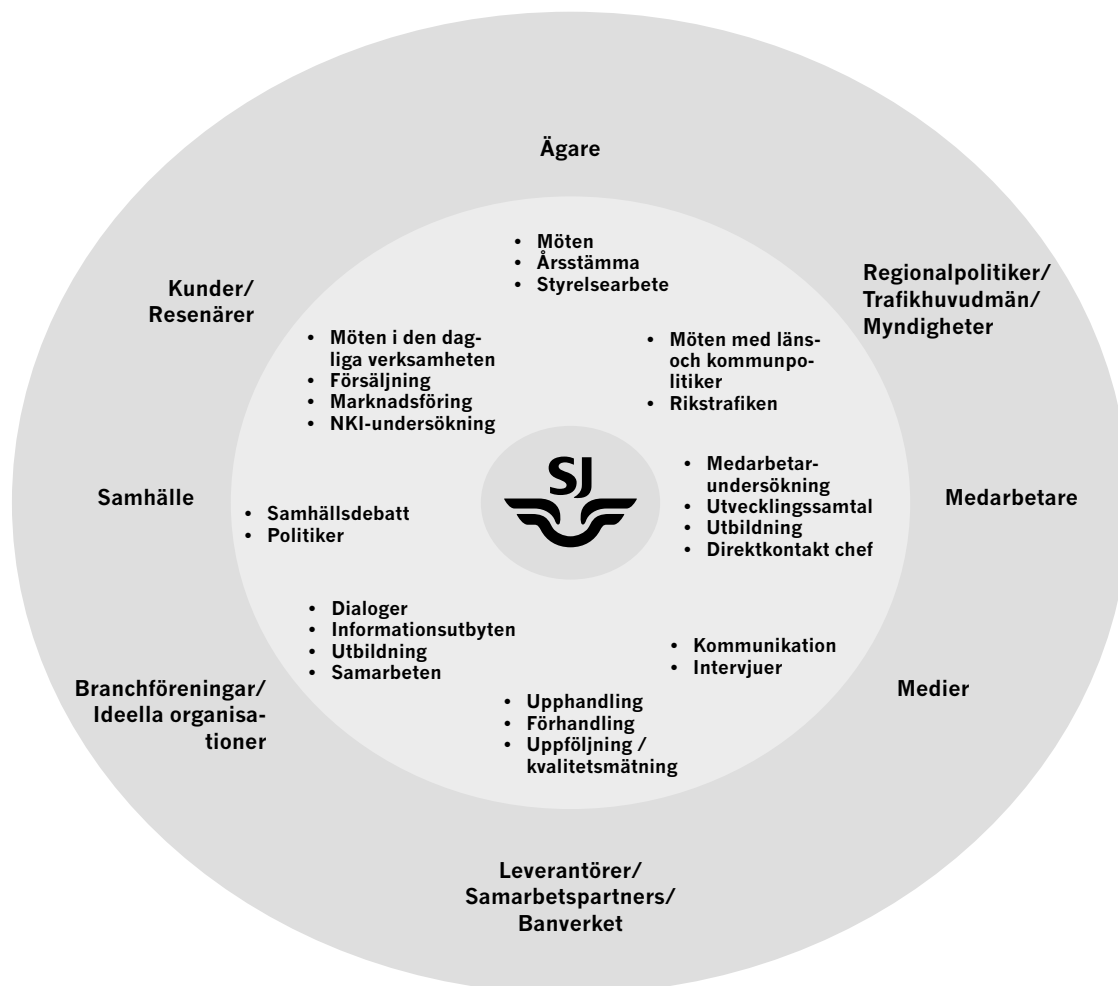 Ägare
• Möten
• Årsstämma
• Styrelsearbete
Kunder/
Resenärer
• Möten i den dag-
liga verksamheten
• Försäljning
• Marknadsföring
• NKI-undersökning
Regionalpolitiker/
Trafikhuvudmän/
Myndigheter
• Möten med läns-
och kommunpo-
litiker
• Rikstrafiken
SJ
Samhälle
• Samhällsdebatt
• Politiker
• Medarbetar-
undersökning
• Utvecklingssamtal
• Utbildning
• Direktkontakt chef
Medarbetare
• Dialoger
• Informationsutbyten
• Utbildning
• Samarbeten
Branchföreningar/
Ideella organisa-
tioner
• Kommunikation
• Intervjuer
Medier
• Upphandling
• Förhandling
• Uppföljning /
kvalitetsmätning
Leverantörer/
Samarbetspartners/
Banverket